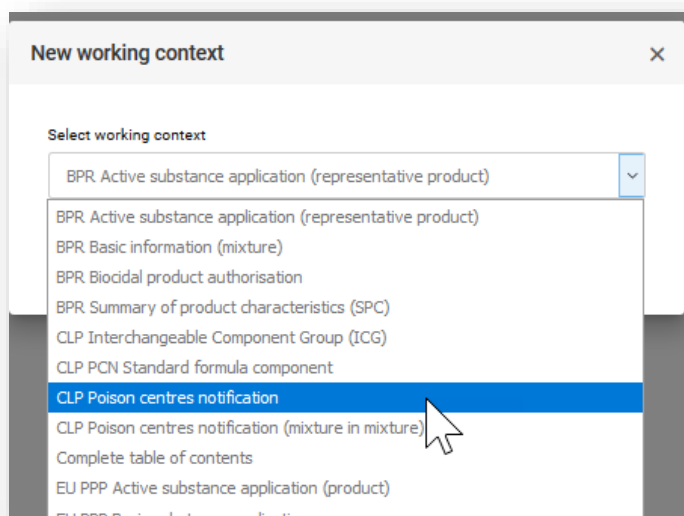 New working context
Select working context
BPR Active substance application (representative product)
BPR Active substance application (representative product)
BPR Basic information (mixture)
BPR Biocidal product authorisation
BPR Summary of product characteristics (SPC)
CLP Interchangeable Component Group (ICG)
CLP PCN Standard formula component
CLP Poison centres notification
CLP Poison centres notification (mixture in mixture)
Complete table of contents
EU PPP Active substance application (product)